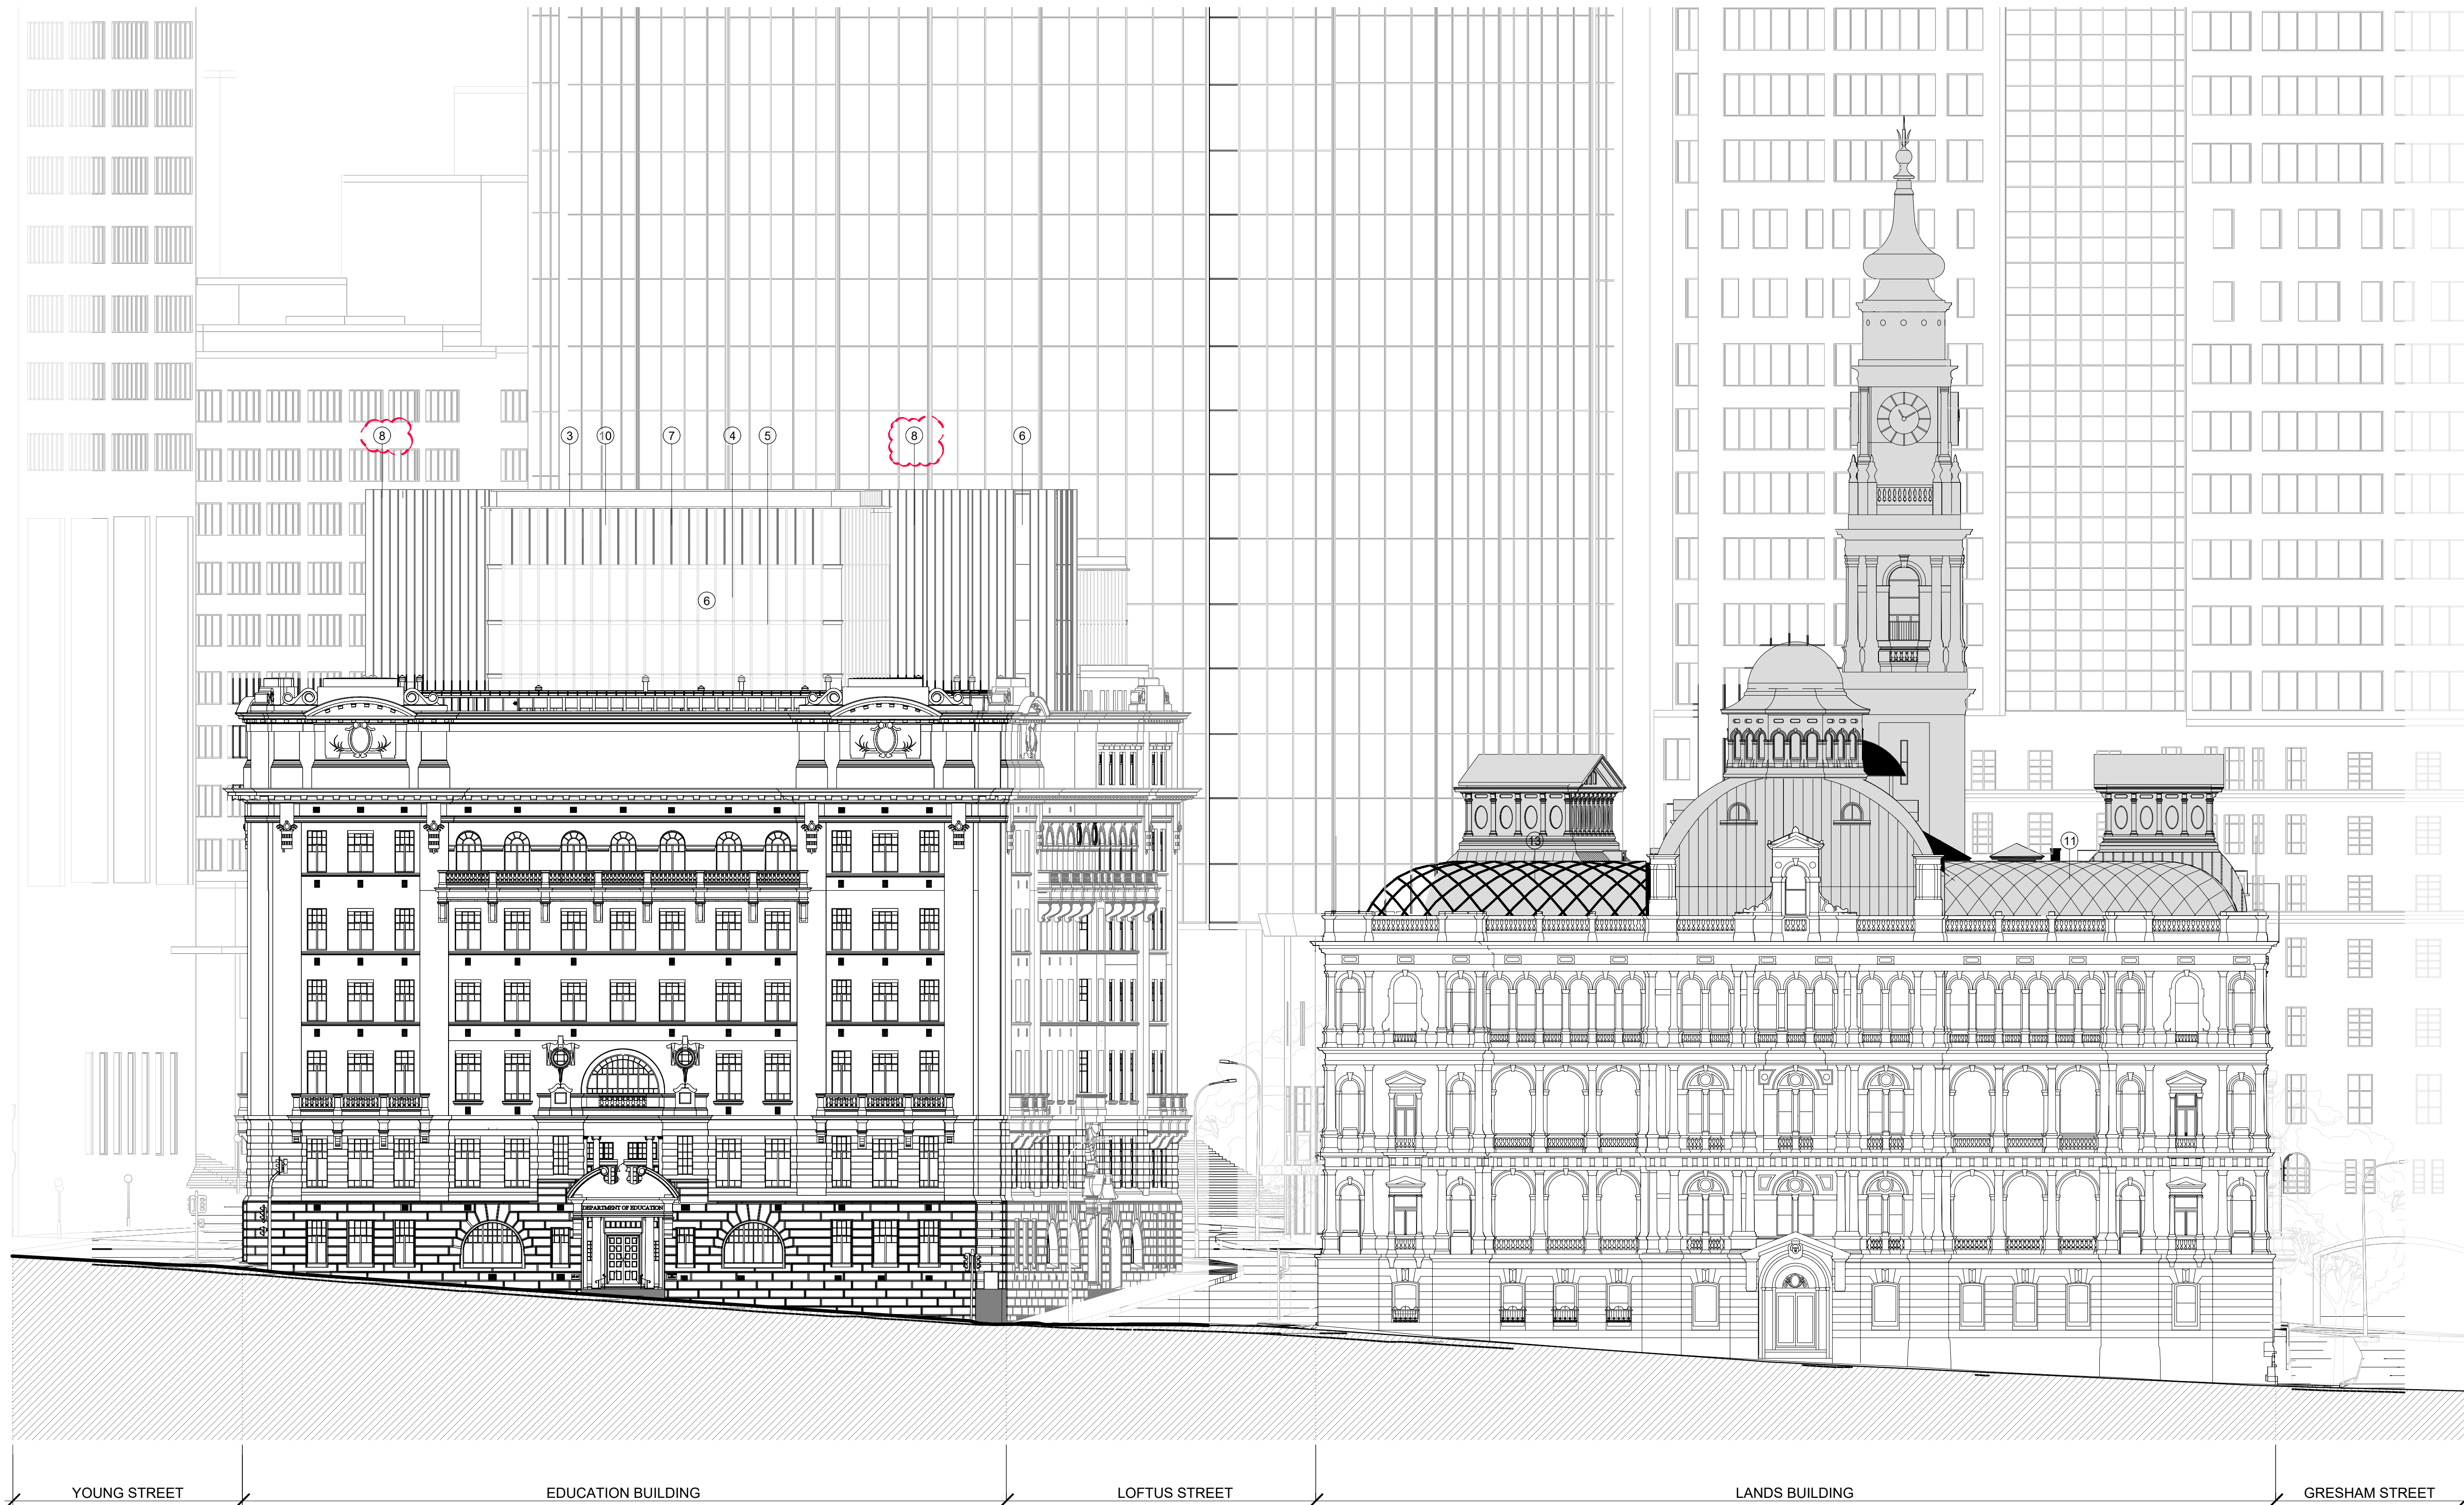 8
3
10
7
4
5
8
6
6
13
11
DEPARTMENT OF EDUCATION
YOUNG STREET
EDUCATION BUILDING
LOFTUS STREET
LANDS BUILDING
GRESHAM STREET